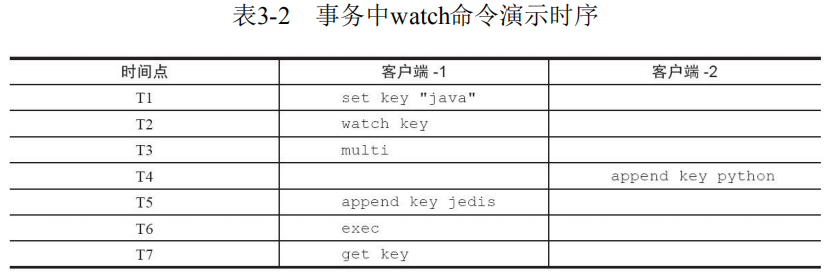 表3-2 事务中watch命令演示时序
时间点 客户端 -1 客户端 -2
T1 set key "java"
T2 watch key
T3 multi
T4 append key python
T5 append key jedis
T6 exec
T7 get key